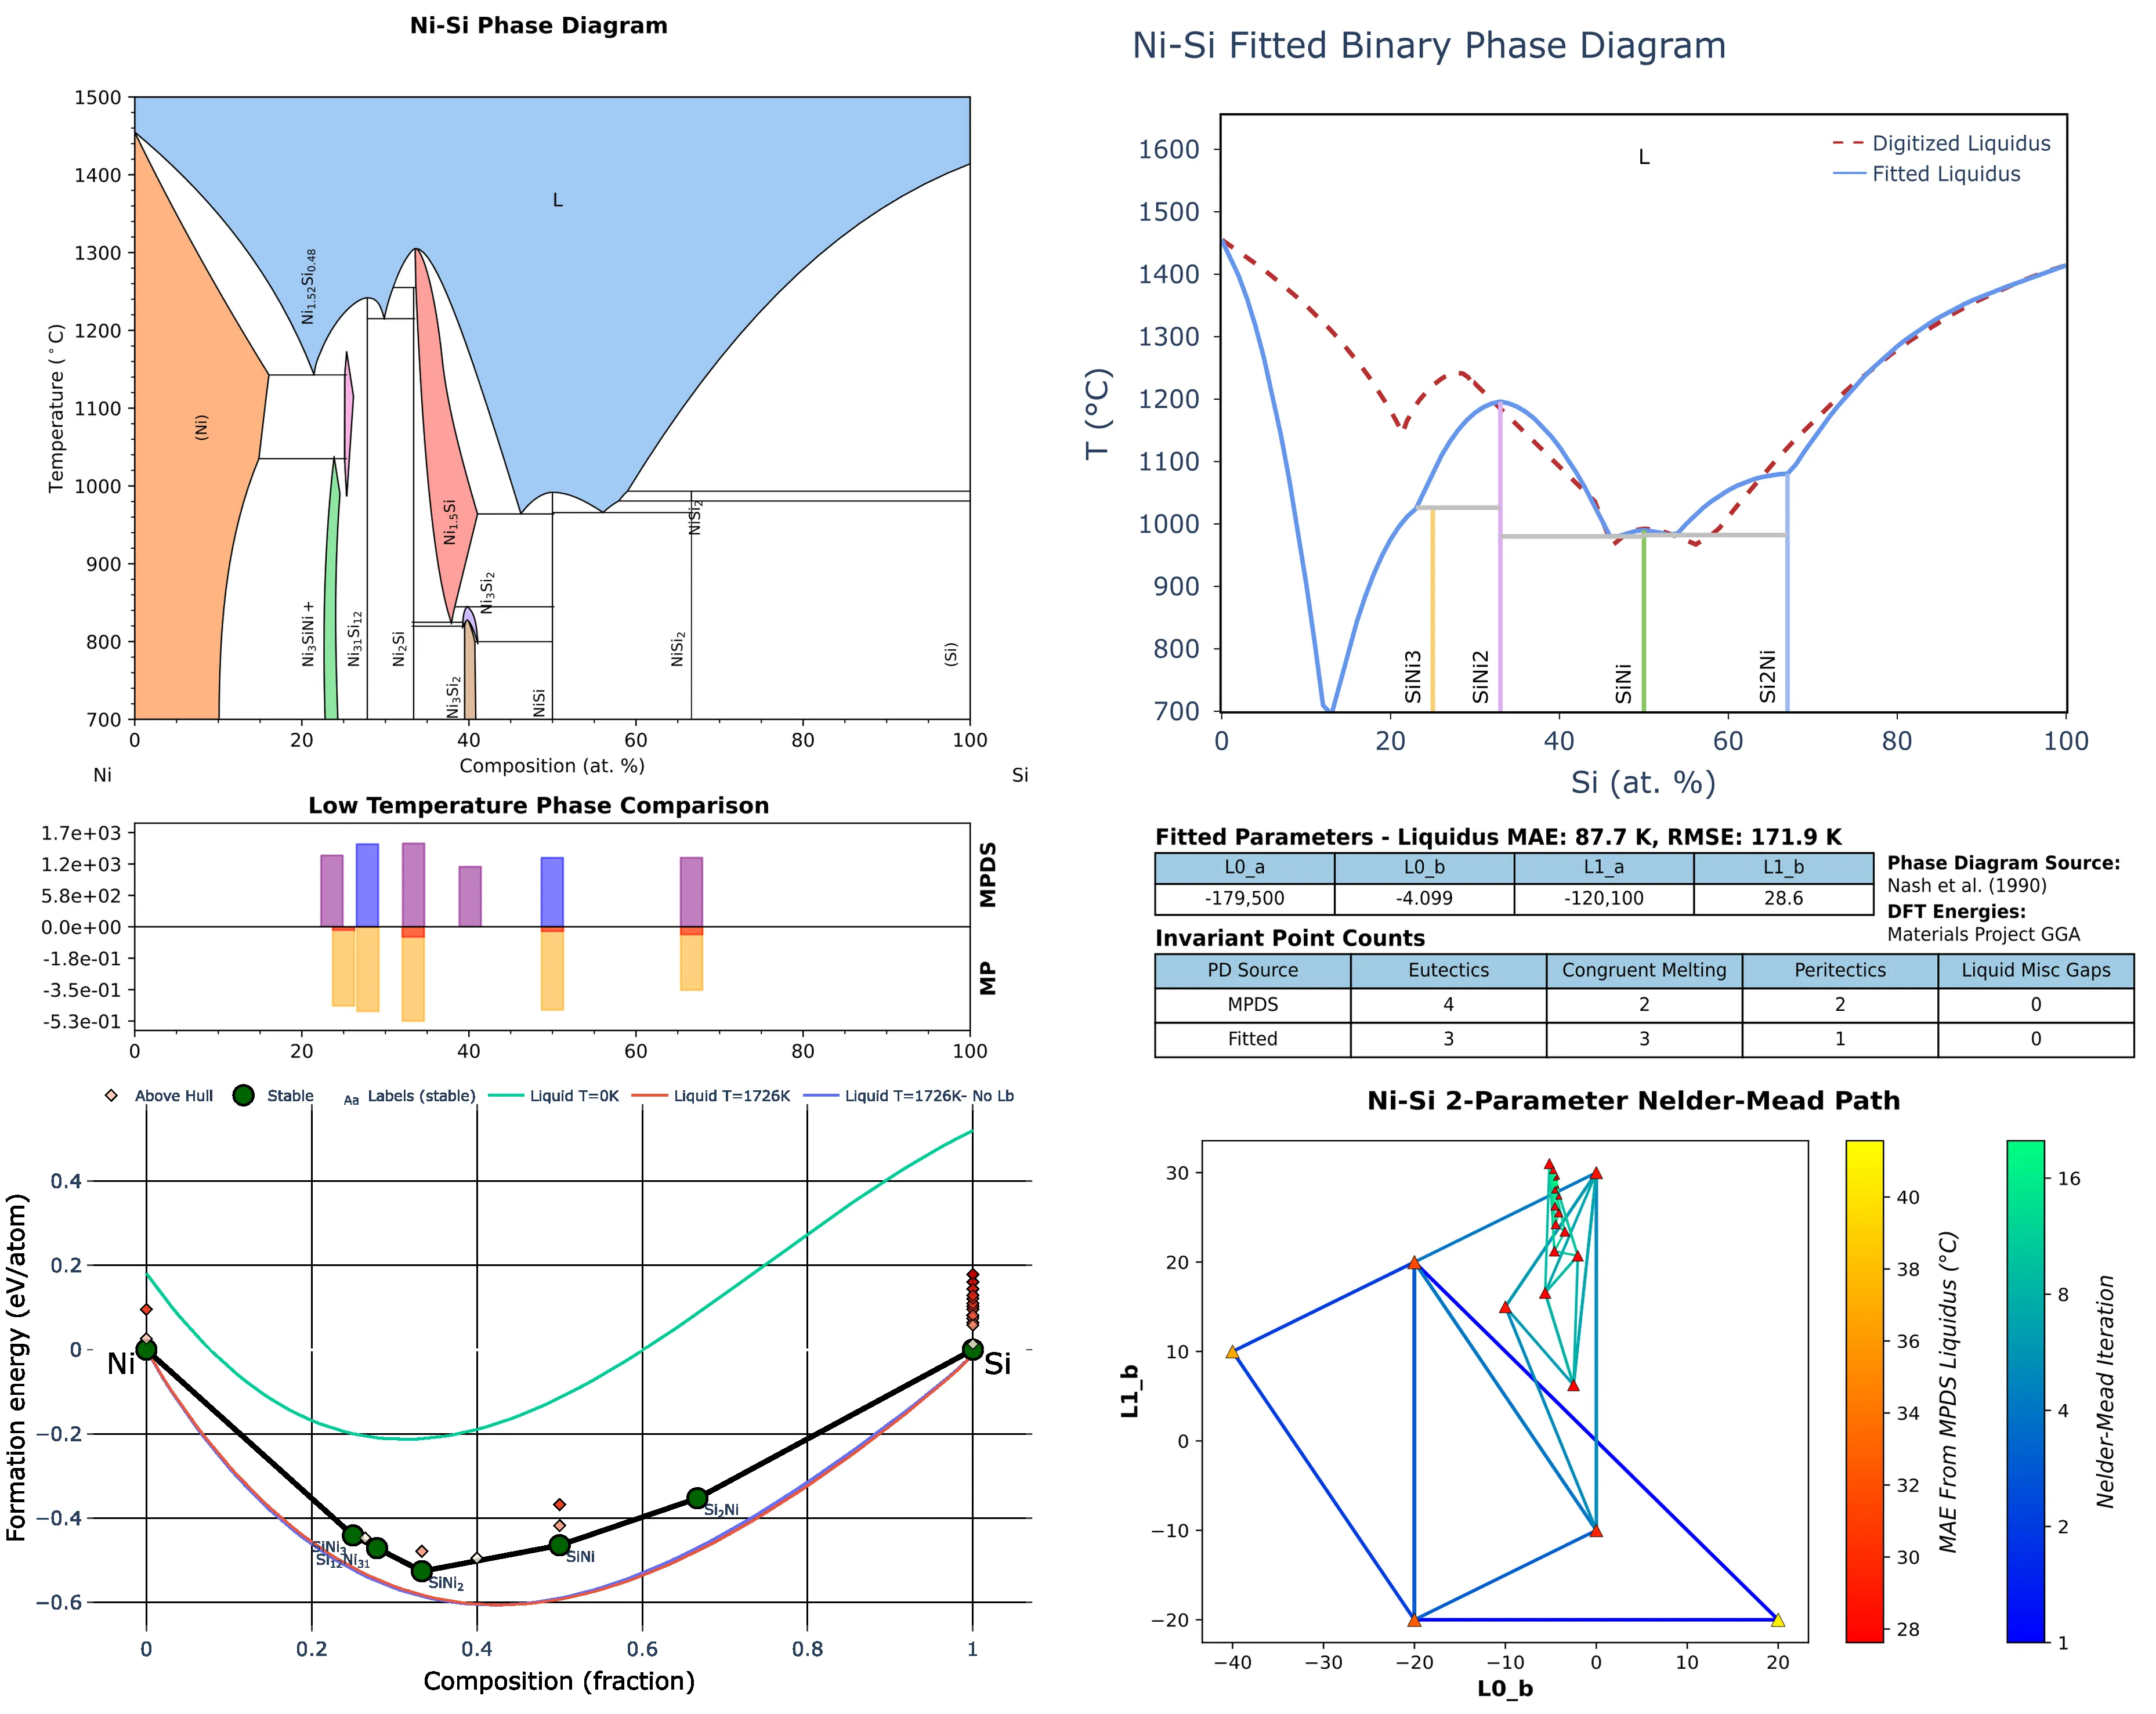 Ni-Si Phase Diagram
1500
1400
1300
1200
1100
1000
900
800
700
Temperature (°C)
L
(Ni)
Ni1.52Si0.48
Ni3SiNi +
Ni31Si12
Ni2Si
Ni1.5Si
Ni3Si2
Ni3Si2
NiSi
NiSi2
NiSi2
(Si)
0 20 40 60 80 100
Composition (at. %)
Ni Si
Low Temperature Phase Comparison
1.7e+03
1.2e+03
5.8e+02
0.0e+00
-1.8e-01
-3.5e-01
-5.3e-01
MPDS
MP
0 20 40 60 80 100
Above Hull Stable Aa Labels (stable) Liquid T=0K Liquid T=1726K Liquid T=1726K- No Lb
Formation energy (eV/atom)
0.4
0.2
0
−0.2
−0.4
−0.6
Ni
Si
SiNi3
Si12Ni31
SiNi2
SiNi
Si2Ni
0 0.2 0.4 0.6 0.8 1
Composition (fraction)
Ni-Si Fitted Binary Phase Diagram
1600
1500
1400
1300
1200
1100
1000
900
800
700
T (°C)
L
Digitized Liquidus
Fitted Liquidus
SiNi3
SiNi2
SiNi
Si2Ni
0 20 40 60 80 100
Si (at. %)
Fitted Parameters - Liquidus MAE: 87.7 K, RMSE: 171.9 K
L0_a L0_b L1_a L1_b
-179,500 -4.099 -120,100 28.6
Phase Diagram Source:
Nash et al. (1990)
DFT Energies:
Materials Project GGA
Invariant Point Counts
PD Source Eutectics Congruent Melting Peritectics Liquid Misc Gaps
MPDS 4 2 2 0
Fitted 3 3 1 0
Ni-Si 2-Parameter Nelder-Mead Path
30
20
10
0
−10
−20
L1_b
−40 −30 −20 −10 0 10 20
L0_b
40
38
36
34
32
30
28
MAE From MPDS Liquidus (°C)
16
8
4
2
1
Nelder-Mead Iteration